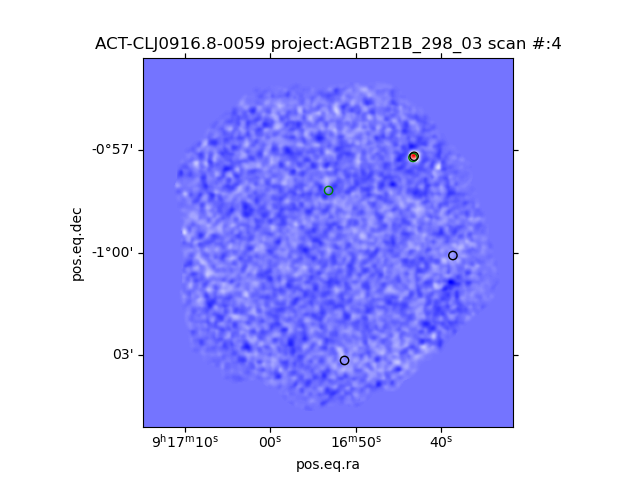 ACT-CLJ0916.8-0059 project:AGBT21B_298_03 scan #:4
-0°57'
-1°00'
03'
pos.eq.dec
9ʰ17ᵐ10ˢ 00ˢ 16ᵐ50ˢ 40ˢ
pos.eq.ra